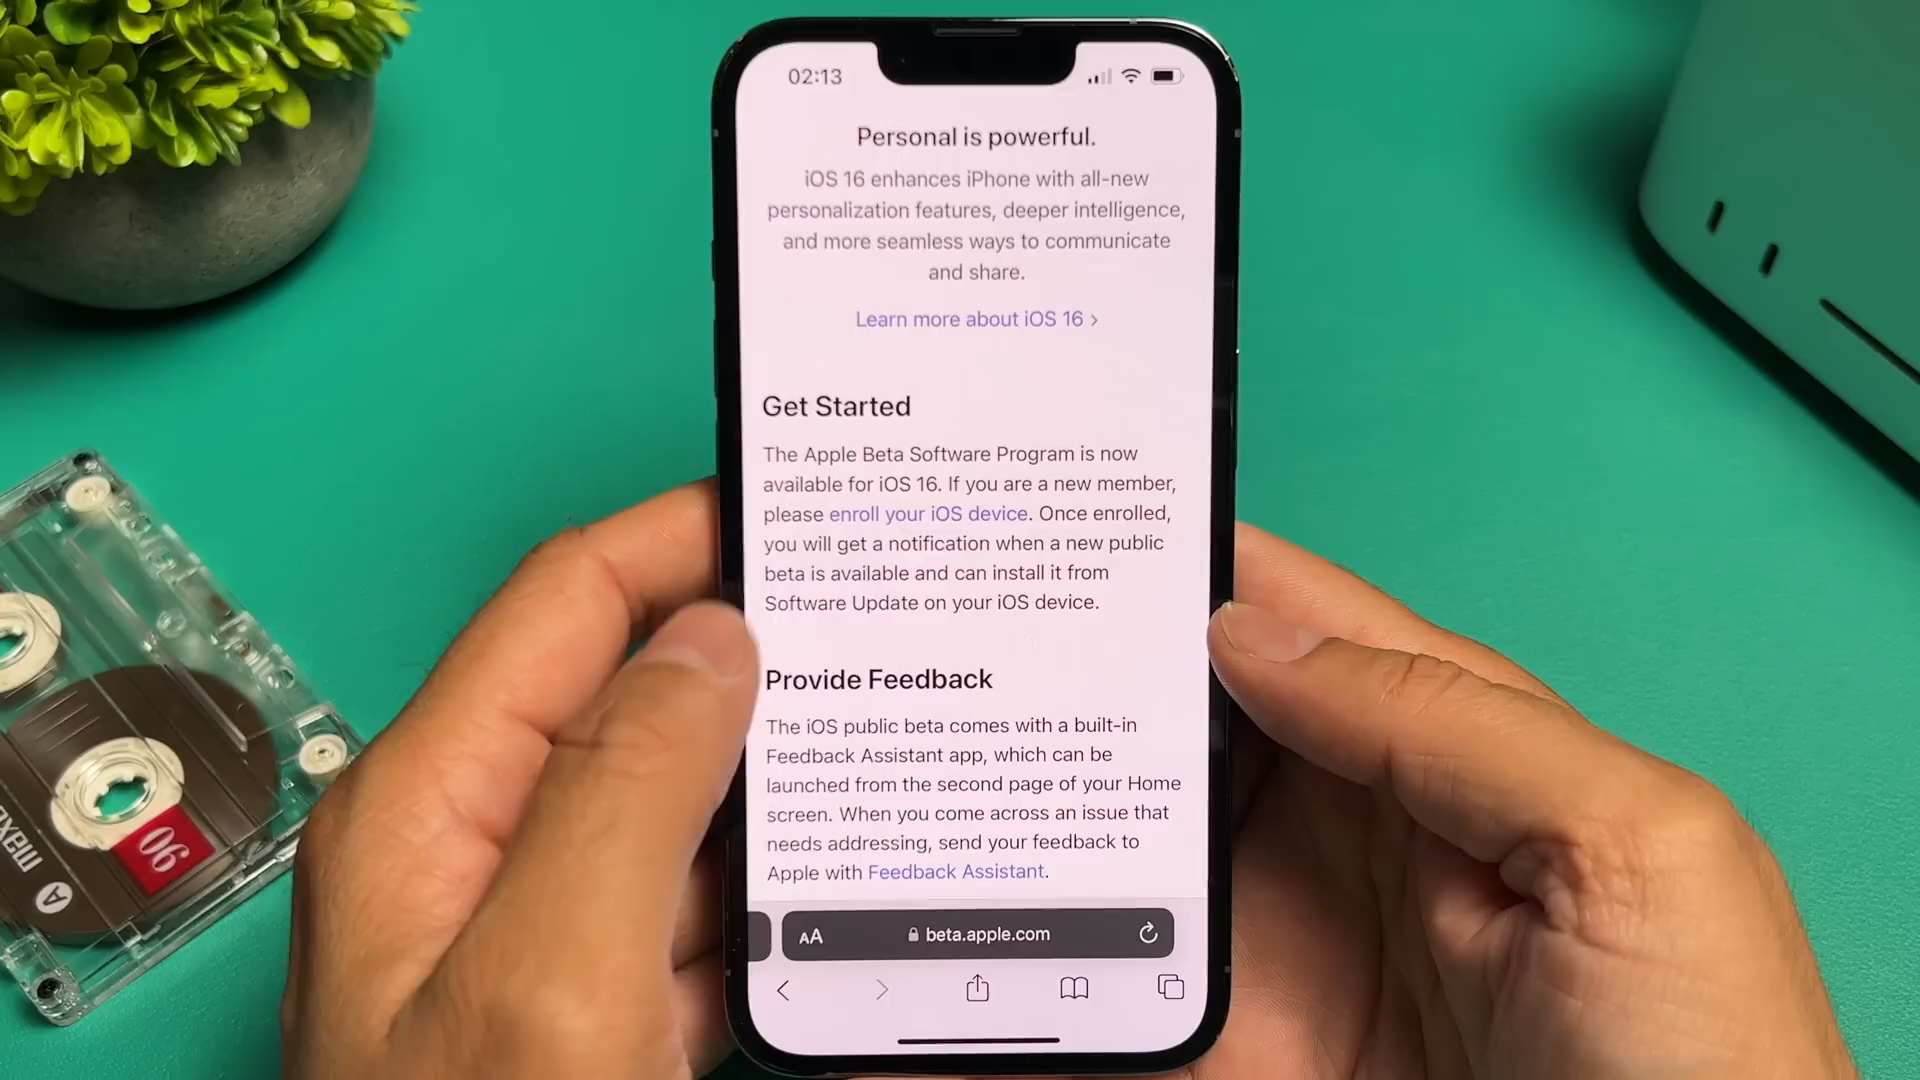 02:13
Personal is powerful.
iOS 16 enhances iPhone with all-new
personalization features, deeper intelligence,
and more seamless ways to communicate
and share.
Learn more about iOS 16 >
Get Started
The Apple Beta Software Program is now
available for iOS 16. If you are a new member,
please enroll your iOS device. Once enrolled,
you will get a notification when a new public
beta is available and can install it from
Software Update on your iOS device.
Provide Feedback
The iOS public beta comes with a built-in
Feedback Assistant app, which can be
launched from the second page of your Home
screen. When you come across an issue that
needs addressing, send your feedback to
Apple with Feedback Assistant.
AA beta.apple.com
maxell
A
90